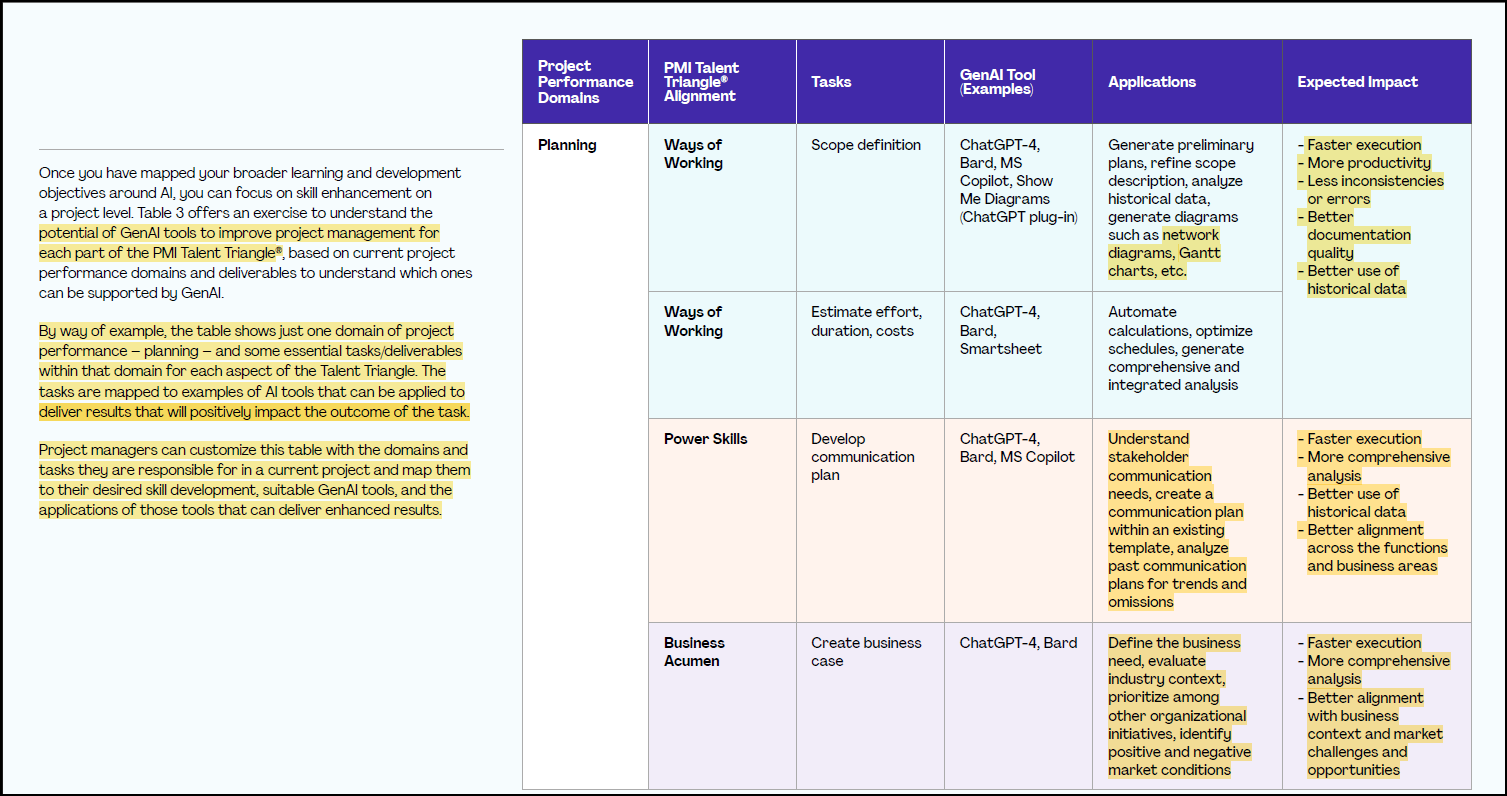 Once you have mapped your broader learning and development
objectives around AI, you can focus on skill enhancement on
a project level. Table 3 offers an exercise to understand the
potential of GenAI tools to improve project management for
each part of the PMI Talent Triangle®, based on current project
performance domains and deliverables to understand which ones
can be supported by GenAI.
By way of example, the table shows just one domain of project
performance – planning – and some essential tasks/deliverables
within that domain for each aspect of the Talent Triangle. The
tasks are mapped to examples of AI tools that can be applied to
deliver results that will positively impact the outcome of the task.
Project managers can customize this table with the domains and
tasks they are responsible for in a current project and map them
to their desired skill development, suitable GenAI tools, and the
applications of those tools that can deliver enhanced results.
Project
Performance
Domains
PMI Talent
Triangle®
Alignment
Tasks
GenAI Tool
(Examples)
Applications
Expected Impact
Planning
Ways of
Working
Scope definition
ChatGPT-4,
Bard, MS
Copilot, Show
Me Diagrams
(ChatGPT plug-in)
Generate preliminary
plans, refine scope
description, analyze
historical data,
generate diagrams
such as network
diagrams, Gantt
charts, etc.
- Faster execution
- More productivity
- Less inconsistencies
or errors
- Better
documentation
quality
- Better use of
historical data
Ways of
Working
Estimate effort,
duration, costs
ChatGPT-4,
Bard,
Smartsheet
Automate
calculations, optimize
schedules, generate
comprehensive and
integrated analysis
Power Skills
Develop
communication
plan
ChatGPT-4,
Bard, MS Copilot
Understand
stakeholder
communication
needs, create a
communication plan
within an existing
template, analyze
past communication
plans for trends and
omissions
- Faster execution
- More comprehensive
analysis
- Better use of
historical data
- Better alignment
across the functions
and business areas
Business
Acumen
Create business
case
ChatGPT-4, Bard
Define the business
need, evaluate
industry context,
prioritize among
other organizational
initiatives, identify
positive and negative
market conditions
- Faster execution
- More comprehensive
analysis
- Better alignment
with business
context and market
challenges and
opportunities